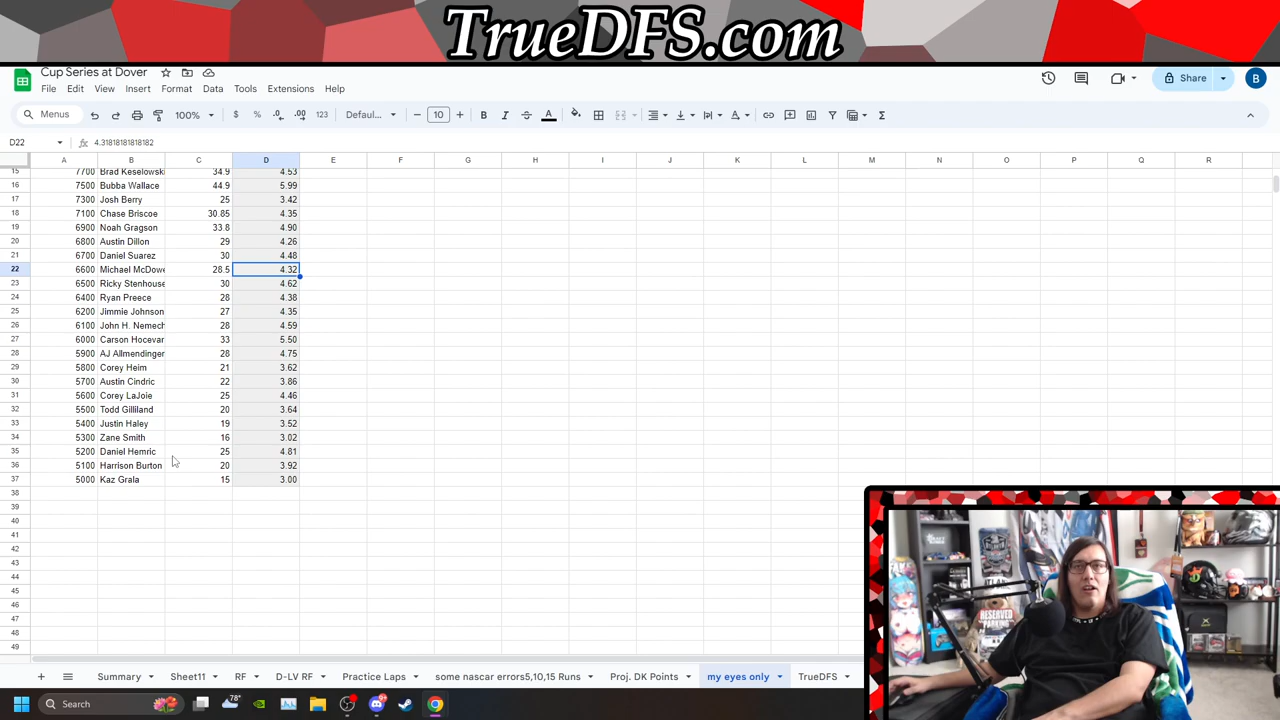 TrueDFS.com
Cup Series at Dover
File Edit View Insert Format Data Tools Extensions Help
Share
B
Menus 100% $ % .0 .00 123 Defaul... 10 B I A
D22 fx 4.31818181818182
A B C D E F G H I J K L M N O P Q R
15 7700 Brad Keselowski 34.9 4.53
16 7500 Bubba Wallace 44.9 5.99
17 7300 Josh Berry 25 3.42
18 7100 Chase Briscoe 30.85 4.35
19 6900 Noah Gragson 33.8 4.90
20 6800 Austin Dillon 29 4.26
21 6700 Daniel Suarez 30 4.48
22 6600 Michael McDowe 28.5 4.32
23 6500 Ricky Stenhouse 30 4.62
24 6400 Ryan Preece 28 4.38
25 6200 Jimmie Johnson 27 4.35
26 6100 John H. Nemech 28 4.59
27 6000 Carson Hocevar 33 5.50
28 5900 AJ Allmendinger 28 4.75
29 5800 Corey Heim 21 3.62
30 5700 Austin Cindric 22 3.86
31 5600 Corey LaJoie 25 4.46
32 5500 Todd Gilliland 20 3.64
33 5400 Justin Haley 19 3.52
34 5300 Zane Smith 16 3.02
35 5200 Daniel Hemric 25 4.81
36 5100 Harrison Burton 20 3.92
37 5000 Kaz Grala 15 3.00
38
39
40
41
42
43
44
45
46
47
48
49
RESERVED
PARKING
+ Summary Sheet11 RF D-LV RF Practice Laps some nascar errors5,10,15 Runs Proj. DK Points my eyes only TrueDFS
Search 78°